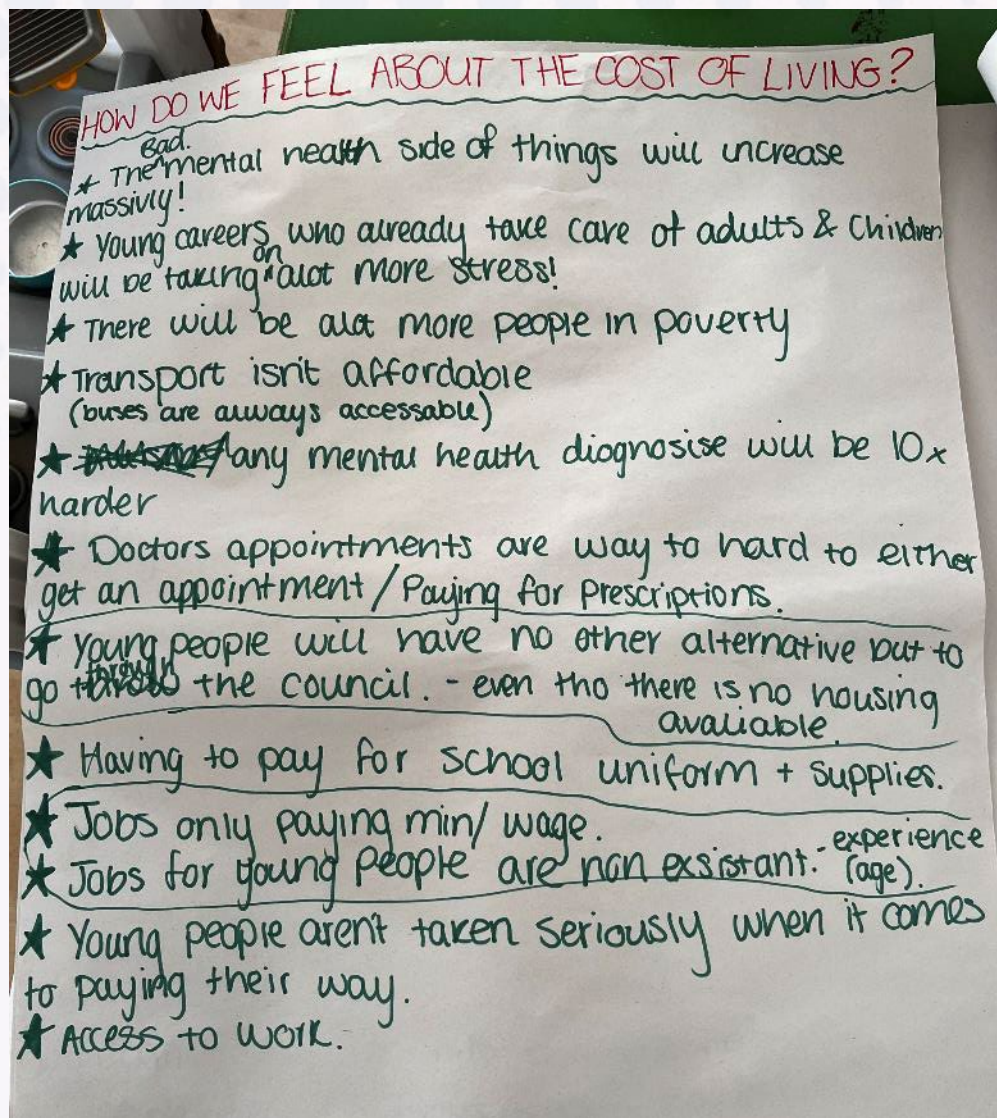 HOW DO WE FEEL ABOUT THE COST OF LIVING?
Bad.
★ The mental heath side of things will increase
massivly!
★ Young careers who already take care of adults & Children
will be taking on alot more stress!
★ There will be alot more people in poverty
★ Transport isn't affordable
(buses are always accessable)
★ any mental health diognosise will be 10x
harder
★ Doctors appointments are way to hard to either
get an appointment / Paying for Prescriptions.
★ Young people will have no other alternative but to
go through the council. - even tho there is no housing
avaliable.
★ Having to pay for school uniform + supplies.
★ Jobs only paying min/ wage.
★ Jobs for young people are non exsistant. - experience
(age).
★ Young people aren't taken seriously when it comes
to paying their way.
★ Access to work.